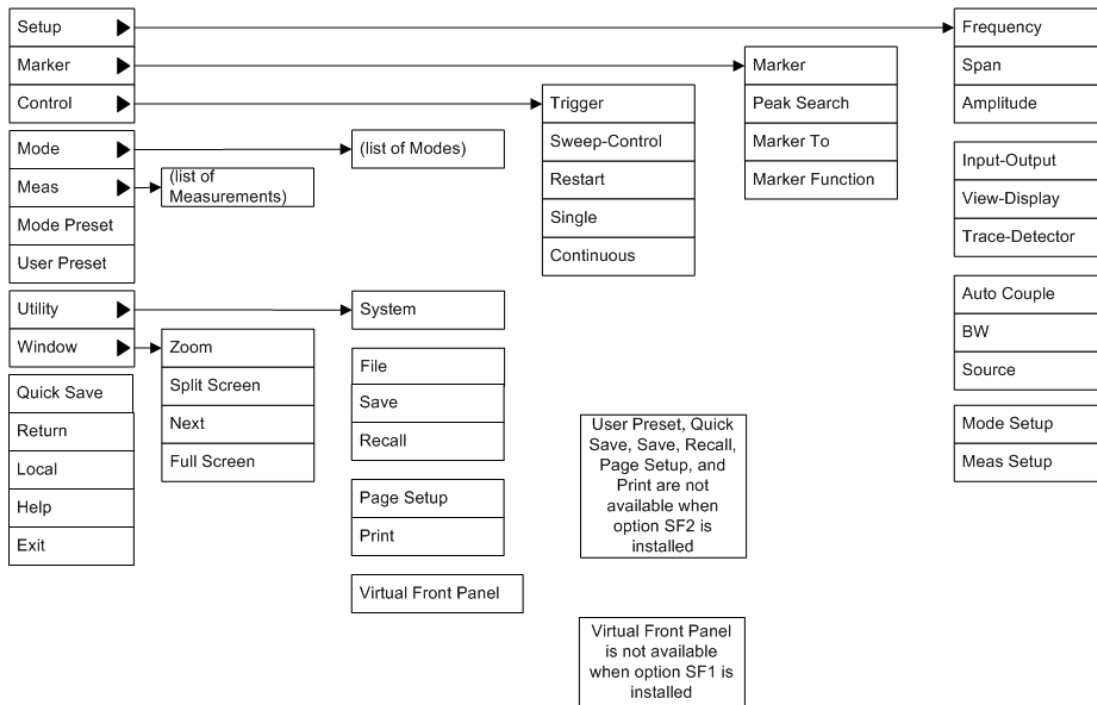 Setup
Marker
Control
Mode
Meas
Mode Preset
User Preset
Utility
Window
Quick Save
Return
Local
Help
Exit
(list of
Measurements)
Zoom
Split Screen
Next
Full Screen
(list of Modes)
System
File
Save
Recall
Page Setup
Print
Virtual Front Panel
Trigger
Sweep-Control
Restart
Single
Continuous
User Preset, Quick
Save, Save, Recall,
Page Setup, and
Print are not
available when
option SF2 is
installed
Virtual Front Panel
is not available
when option SF1 is
installed
Marker
Peak Search
Marker To
Marker Function
Frequency
Span
Amplitude
Input-Output
View-Display
Trace-Detector
Auto Couple
BW
Source
Mode Setup
Meas Setup